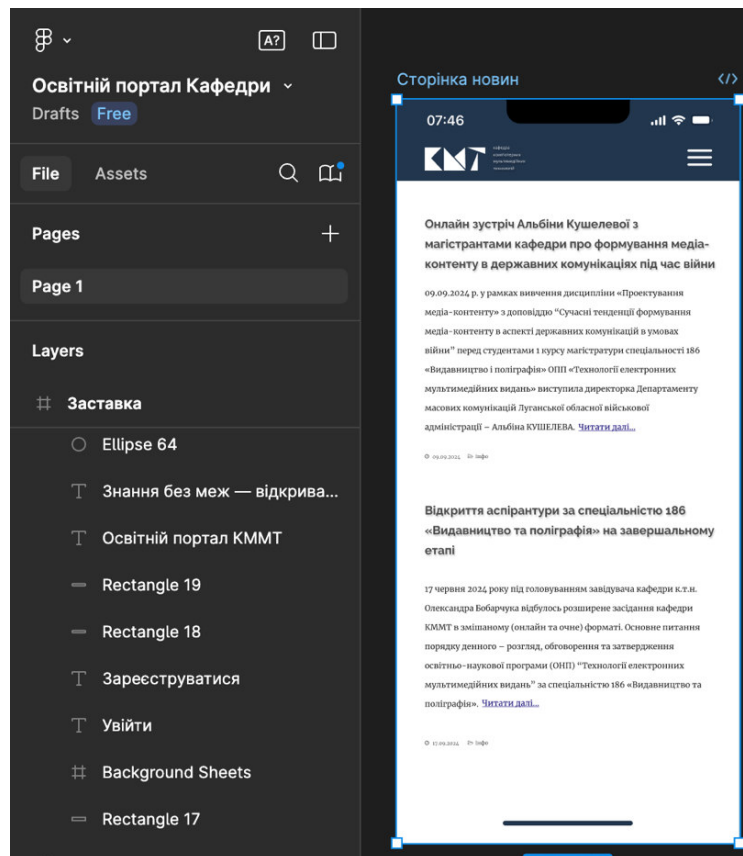 A?
Освітній портал Кафедри
Drafts Free
File Assets
Pages
Page 1
Layers
Заставка
Ellipse 64
Знання без меж — відкрива...
Освітній портал КММТ
Rectangle 19
Rectangle 18
Зареєструватися
Увійти
Background Sheets
Rectangle 17
Сторінка новин
07:46
КМТ
Онлайн зустріч Альбіни Кушелевої з
магістрантами кафедри про формування медіа-
контенту в державних комунікаціях під час війни
09.09.2024 р. у рамках вивчення дисципліни «Проектування
медіа-контенту» з доповіддю “Сучасні тенденції формування
медіа-контенту в аспекті державних комунікацій в умовах
війни” перед студентами 1 курсу магістратури спеціальності 186
«Видавництво і поліграфія» ОПП «Технології електронних
мультимедійних видань» виступила директорка Департаменту
масових комунікацій Луганської обласної військової
адміністрації – Альбіна КУШЕЛЕВА. Читати далі...
09.09.2024 Інфо
Відкриття аспірантури за спеціальністю 186
«Видавництво та поліграфія» на завершальному
етапі
17 червня 2024 року під головуванням завідувача кафедри к.т.н.
Олександра Бобарчука відбулось розширене засідання кафедри
КММТ в змішаному (онлайн та очне) форматі. Основне питання
порядку денного – розгляд, обговорення та затвердження
освітньо-наукової програми (ОНП) “Технології електронних
мультимедійних видань” за спеціальністю 186 «Видавництво та
поліграфія». Читати далі...
17.09.2024 Інфо